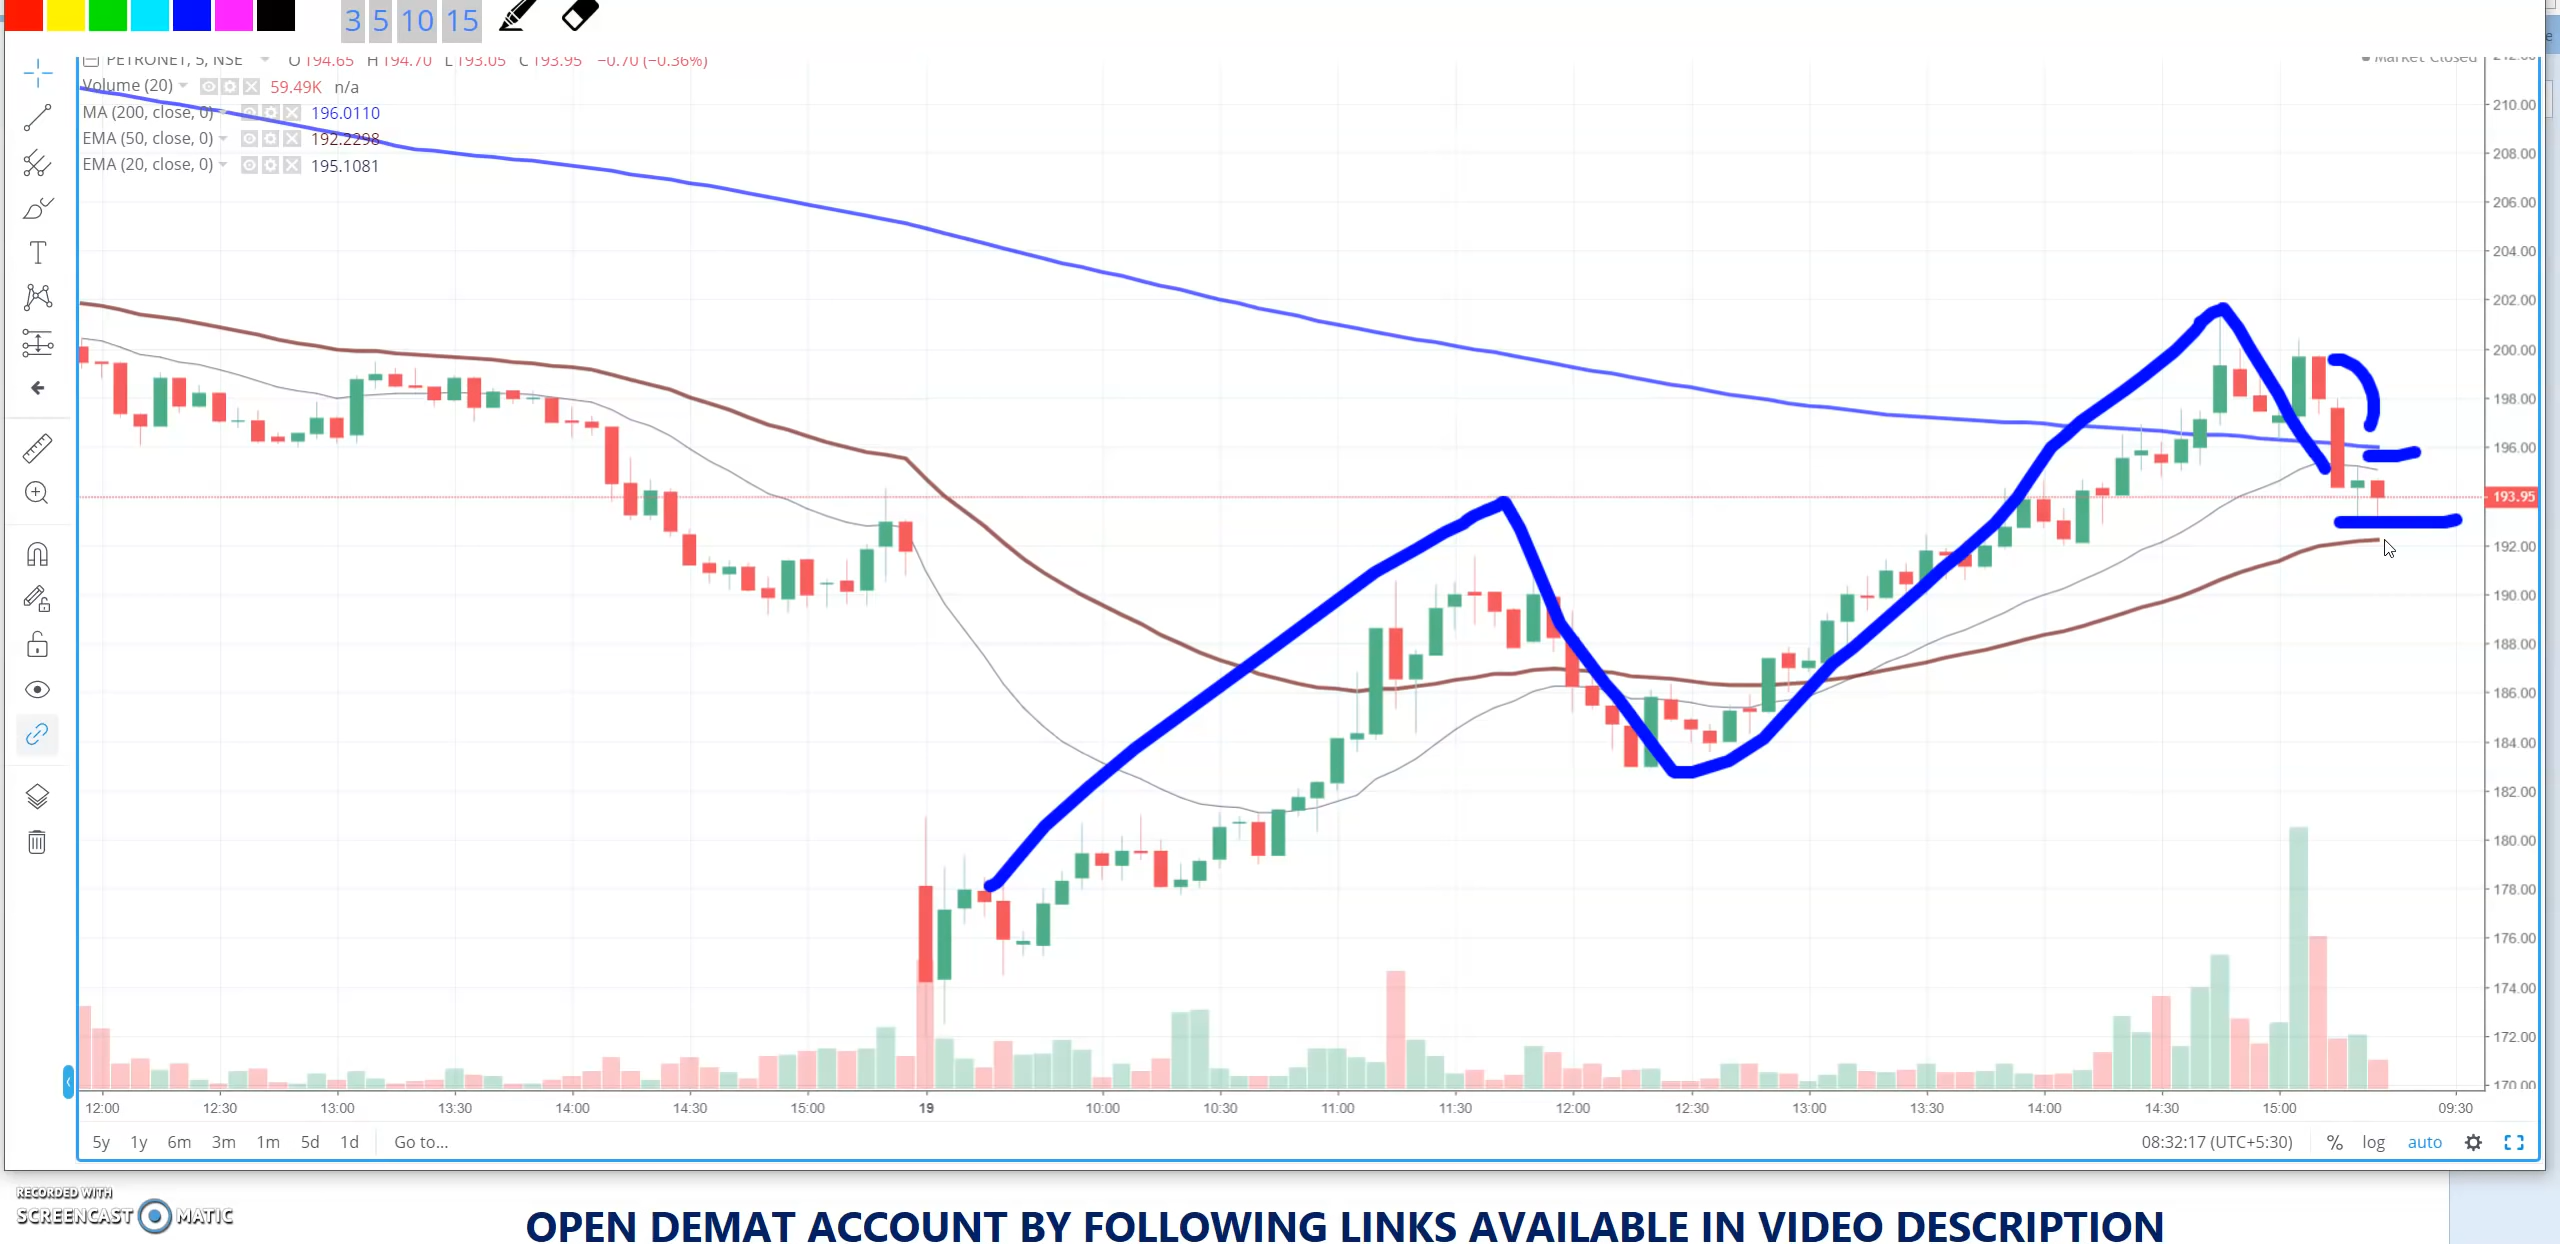 3 5 10 15
PETRONET, 5, NSE O 194.65 H 194.70 L 193.05 C 193.95 −0.70 (−0.36%)
Market Closed
Volume (20) 59.49K n/a
MA (200, close, 0) 196.0110
EMA (50, close, 0) 192.2298
EMA (20, close, 0) 195.1081
210.00
208.00
206.00
204.00
202.00
200.00
198.00
196.00
193.95
192.00
190.00
188.00
186.00
184.00
182.00
180.00
178.00
176.00
174.00
172.00
170.00
12:00 12:30 13:00 13:30 14:00 14:30 15:00 19 10:00 10:30 11:00 11:30 12:00 12:30 13:00 13:30 14:00 14:30 15:00 09:30
5y 1y 6m 3m 1m 5d 1d Go to... 08:32:17 (UTC+5:30) % log auto
RECORDED WITH
SCREENCAST MATIC
OPEN DEMAT ACCOUNT BY FOLLOWING LINKS AVAILABLE IN VIDEO DESCRIPTION